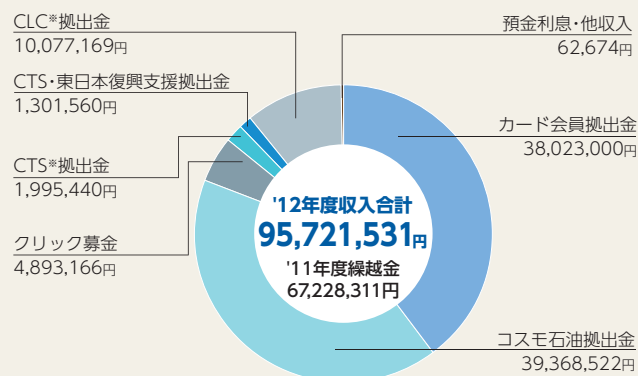 CLC※拠出金
10,077,169円
CTS・東日本復興支援拠出金
1,301,560円
CTS※拠出金
1,995,440円
クリック募金
4,893,166円
預金利息・他収入
62,674円
カード会員拠出金
38,023,000円
コスモ石油拠出金
39,368,522円
'12年度収入合計
95,721,531円
'11年度繰越金
67,228,311円